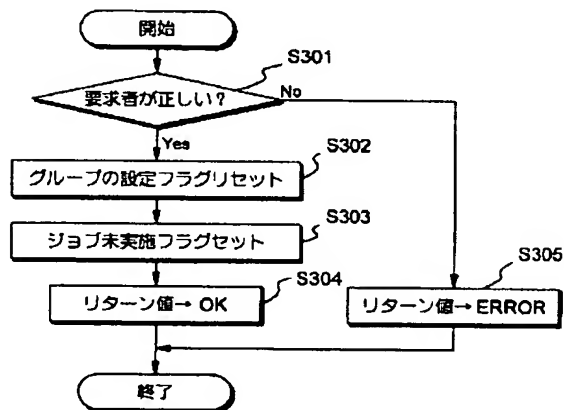 開始
S301
要求者が正しい?
No
Yes
S302
グループの設定フラグリセット
S303
ジョブ未実施フラグセット
S304
リターン値→ OK
S305
リターン値→ ERROR
終了